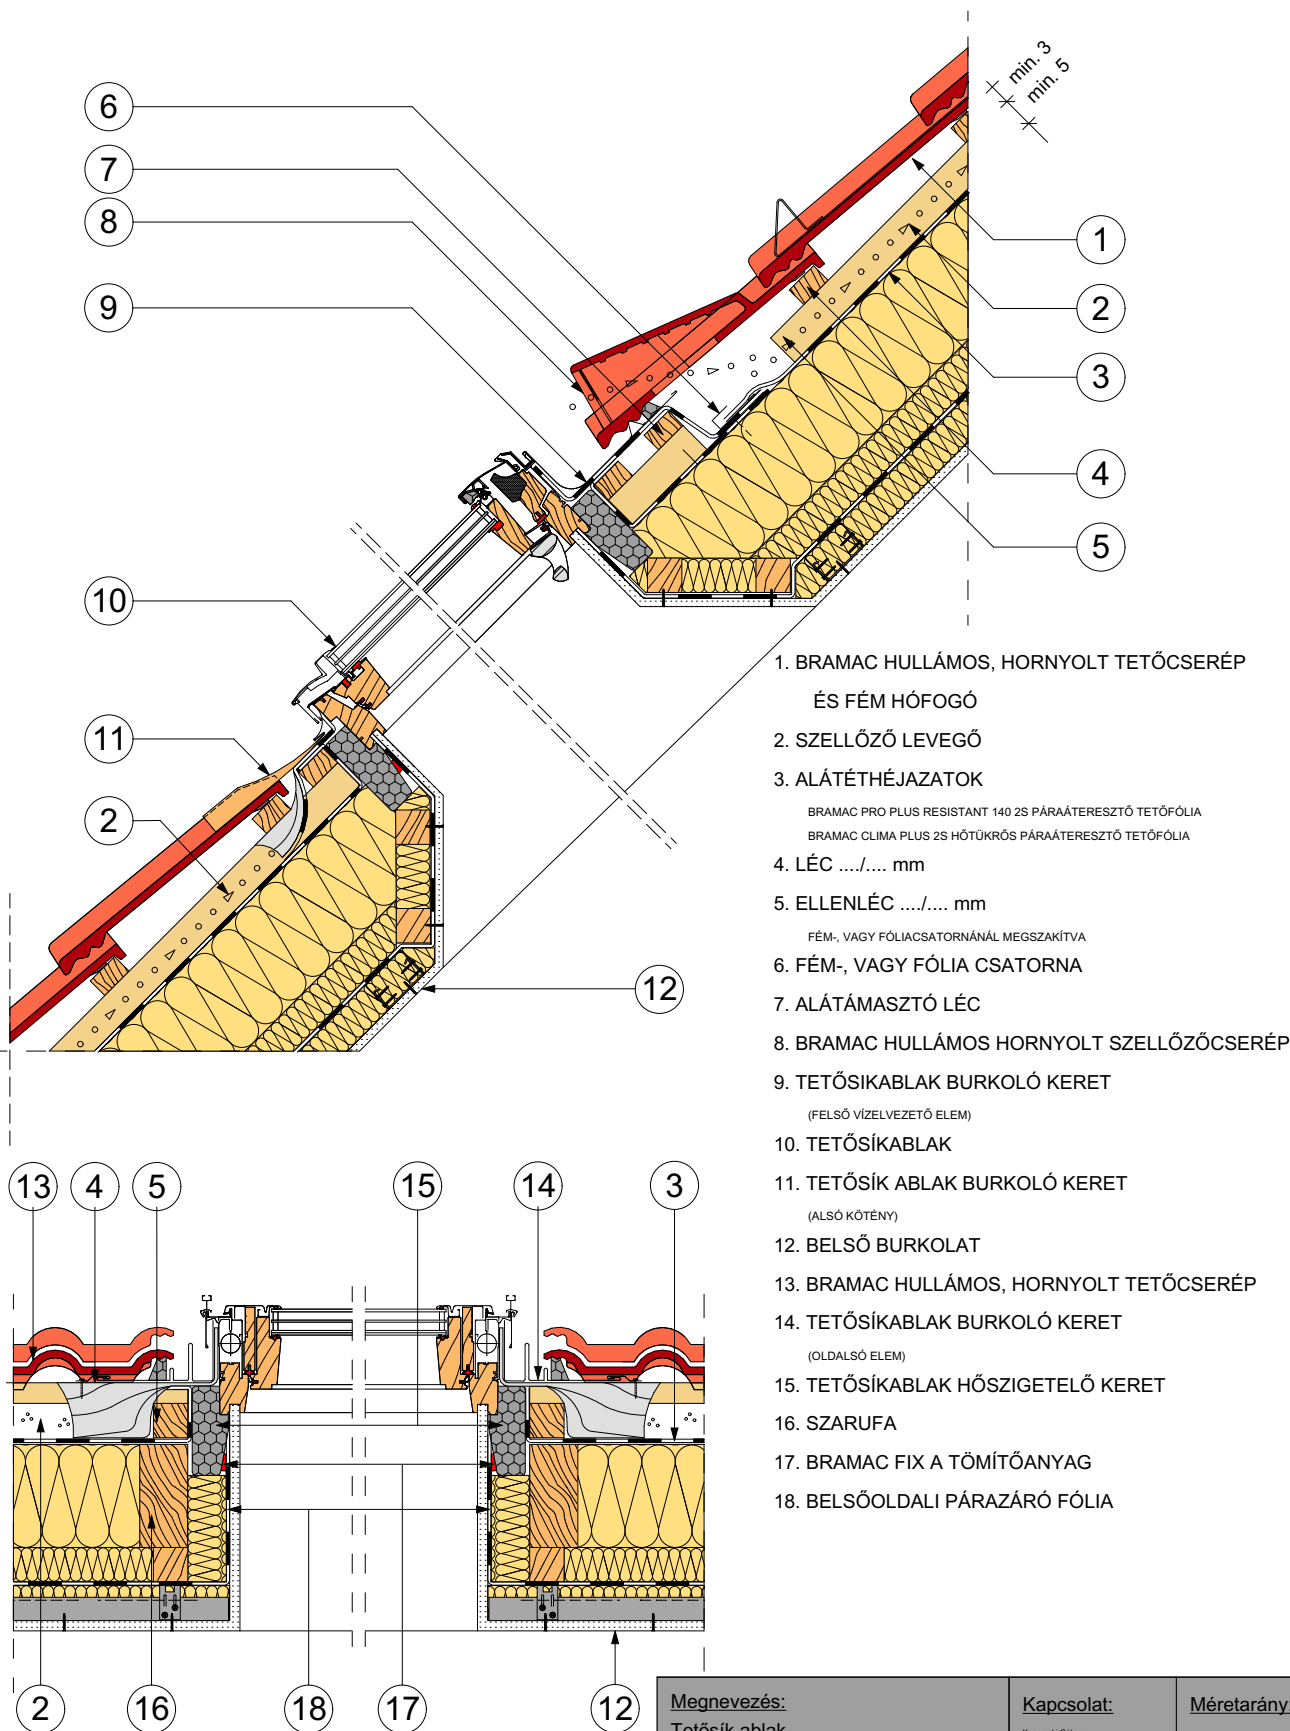 min. 3
min. 5
6
7
8
9
1
2
3
4
5
10
11
2
12
1. BRAMAC HULLÁMOS, HORNYOLT TETŐCSERÉP
ÉS FÉM HÓFOGÓ
2. SZELLŐZŐ LEVEGŐ
3. ALÁTÉTHÉJAZATOK
BRAMAC PRO PLUS RESISTANT 140 2S PÁRAÁTERESZTŐ TETŐFÓLIA
BRAMAC CLIMA PLUS 2S HŐTÜKRÖS PÁRAÁTERESZTŐ TETŐFÓLIA
4. LÉC ..../.... mm
5. ELLENLÉC ..../.... mm
FÉM-, VAGY FÓLIACSATORNÁNÁL MEGSZAKÍTVA
6. FÉM-, VAGY FÓLIA CSATORNA
7. ALÁTÁMASZTÓ LÉC
8. BRAMAC HULLÁMOS HORNYOLT SZELLŐZŐCSERÉP
9. TETŐSIKABLAK BURKOLÓ KERET
(FELSŐ VÍZELVEZETŐ ELEM)
10. TETŐSÍKABLAK
11. TETŐSÍK ABLAK BURKOLÓ KERET
(ALSÓ KÖTÉNY)
12. BELSŐ BURKOLAT
13. BRAMAC HULLÁMOS, HORNYOLT TETŐCSERÉP
14. TETŐSÍKABLAK BURKOLÓ KERET
(OLDALSÓ ELEM)
15. TETŐSÍKABLAK HŐSZIGETELŐ KERET
16. SZARUFA
17. BRAMAC FIX A TÖMÍTŐANYAG
18. BELSŐOLDALI PÁRAZÁRÓ FÓLIA
13
4
5
15
14
3
2
16
18
17
12
Megnevezés:
Kapcsolat:
Méretarány:
Tetősík ablak